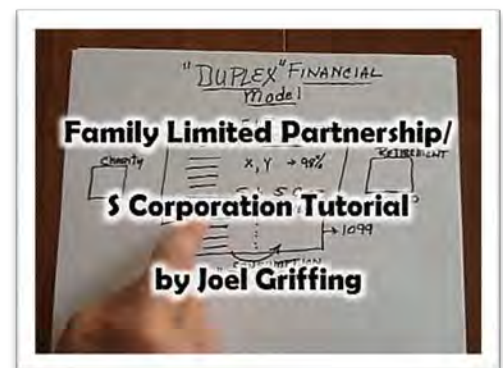 "DUPLEX" FINANCIAL
Model
Family Limited Partnership/
Charity
X, Y → 98%
RETIREMENT
S Corporation Tutorial
→ 1099
by Joel Griffing